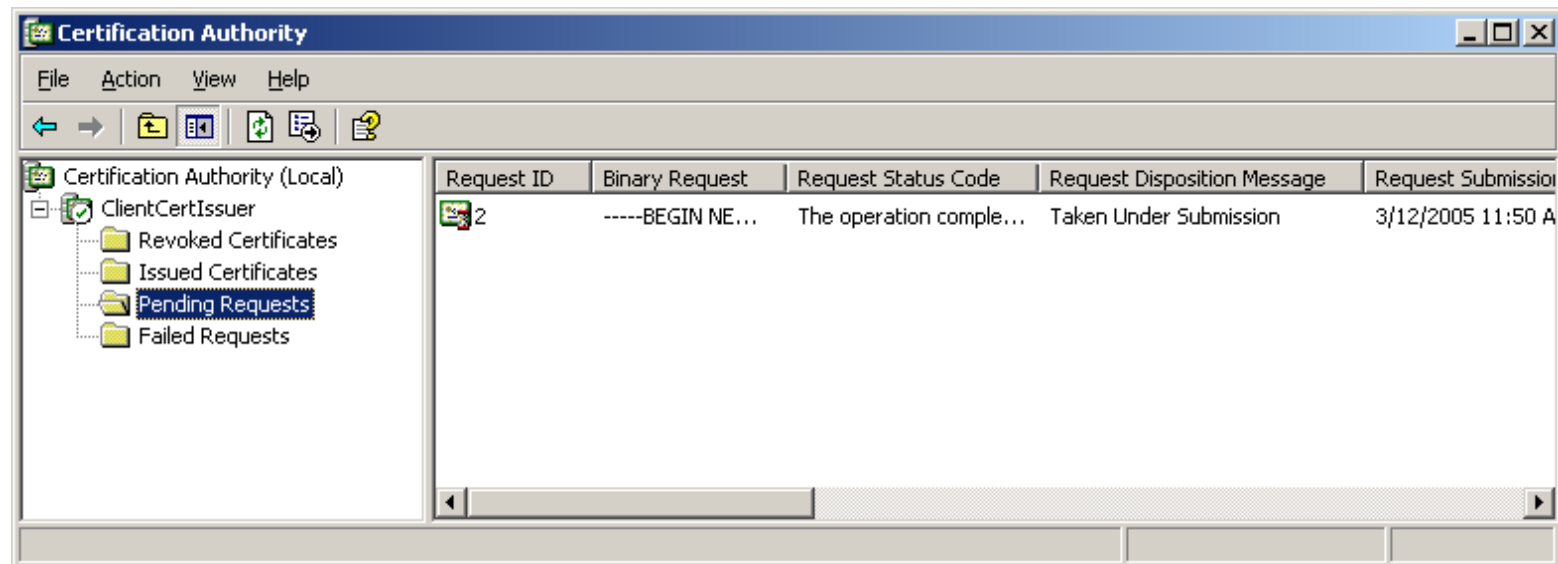 Certification Authority
File Action View Help
Certification Authority (Local)
ClientCertIssuer
Revoked Certificates
Issued Certificates
Pending Requests
Failed Requests
Request ID Binary Request Request Status Code Request Disposition Message Request Submission
2 -----BEGIN NE... The operation comple... Taken Under Submission 3/12/2005 11:50 A